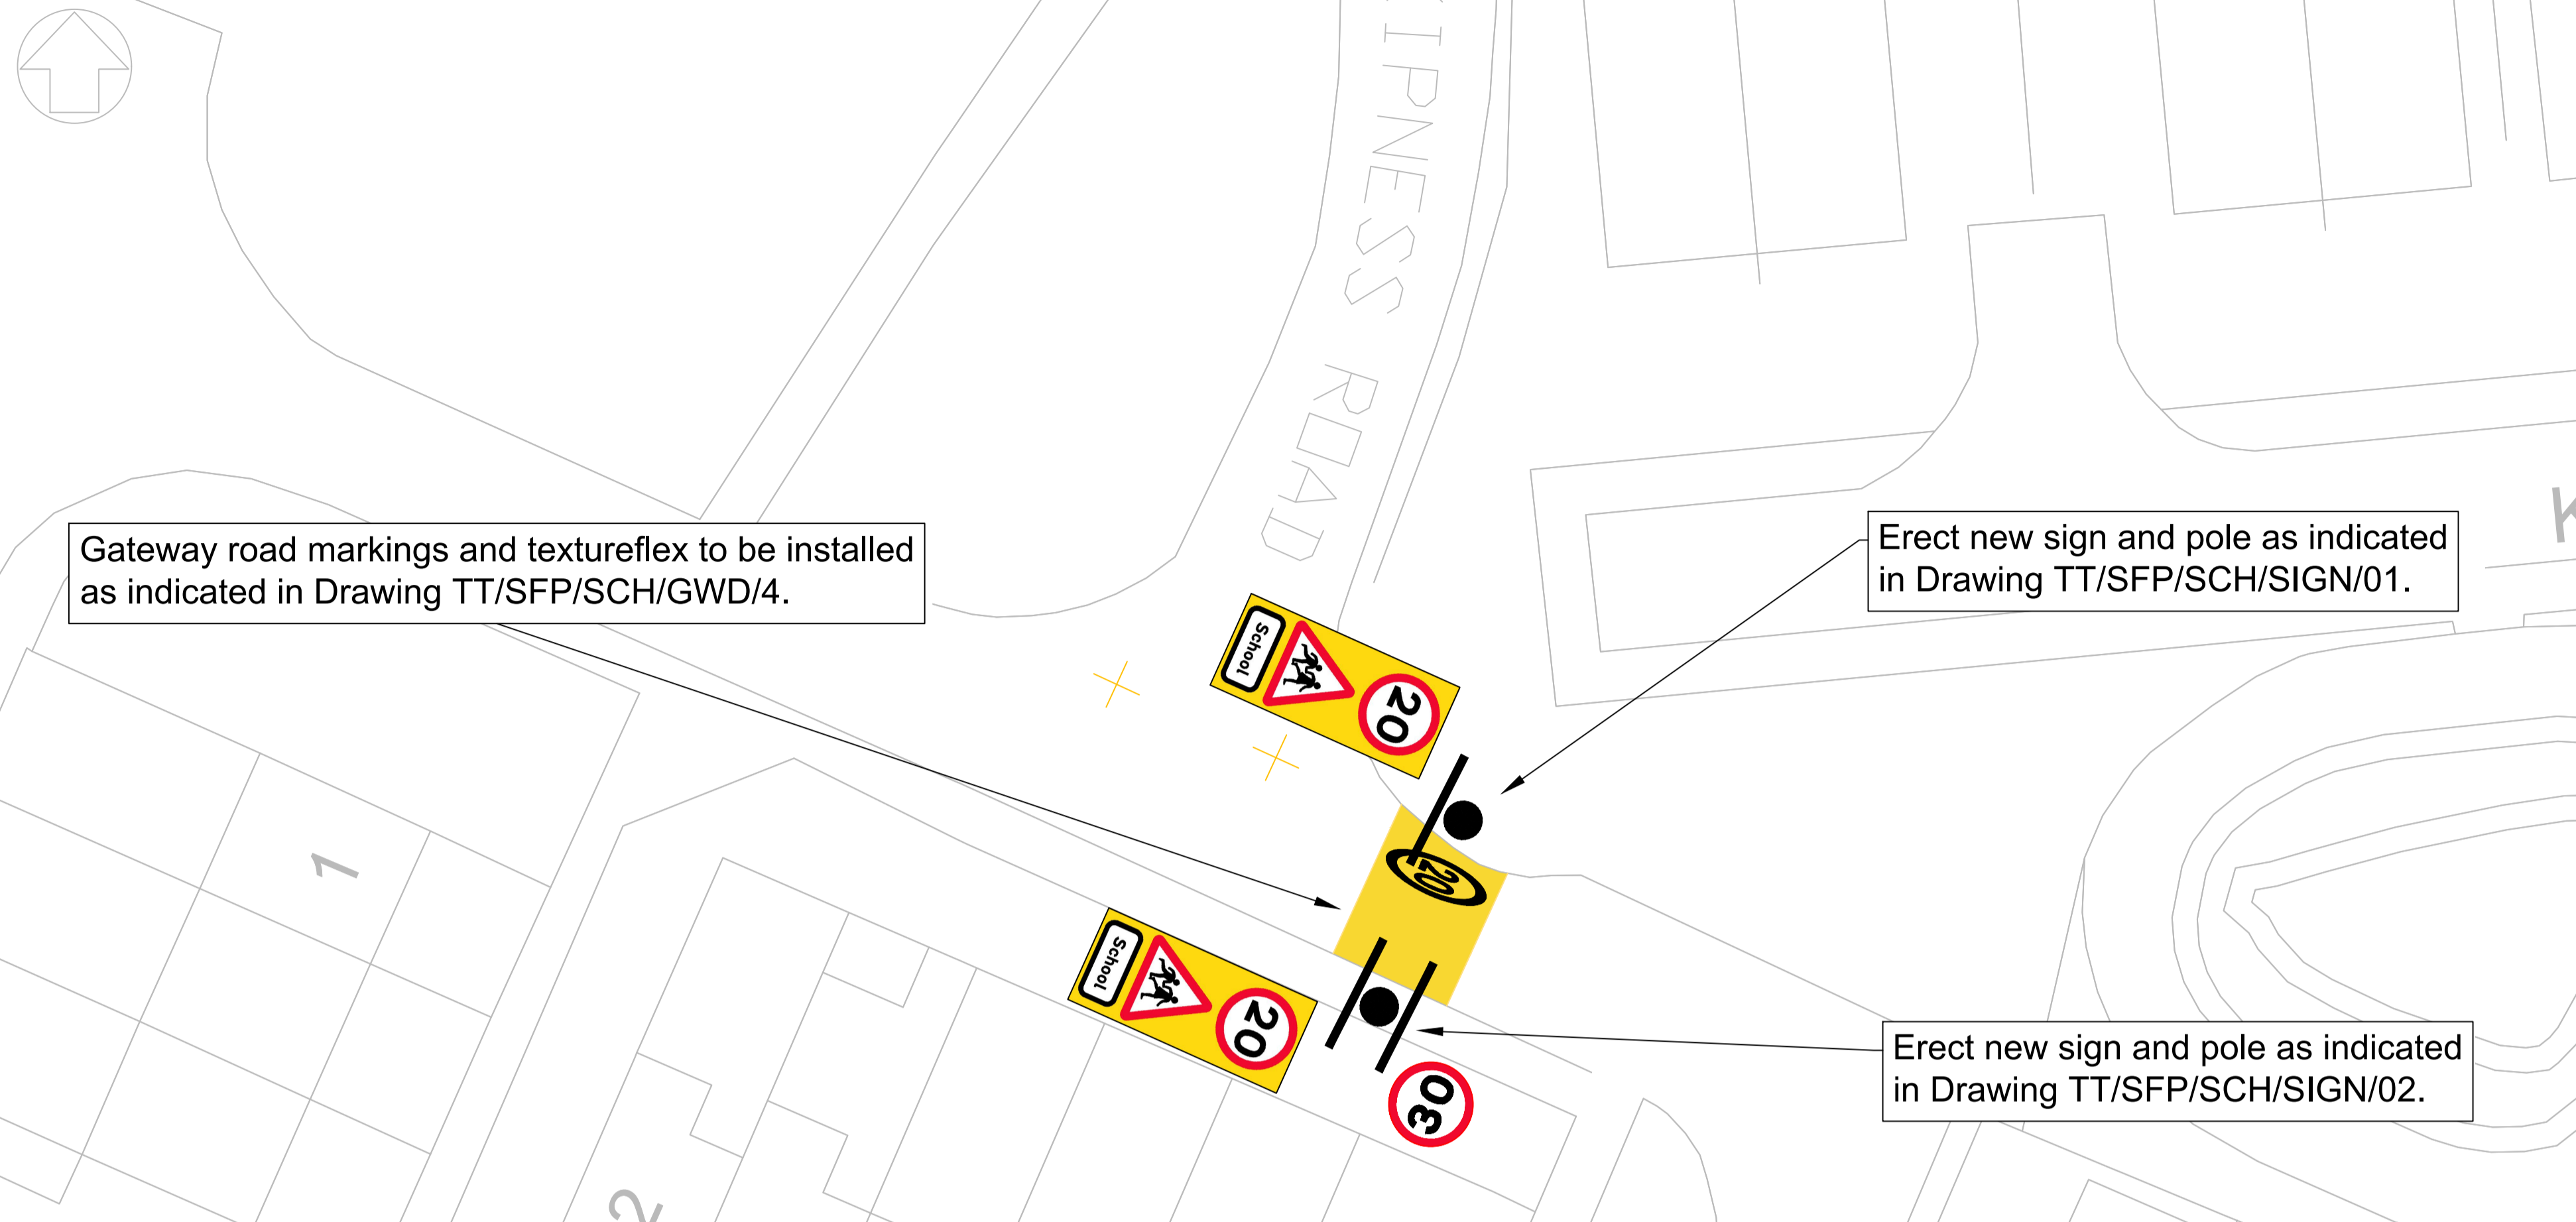 IPNESS ROAD
Gateway road markings and textureflex to be installed
as indicated in Drawing TT/SFP/SCH/GWD/4.
Erect new sign and pole as indicated
in Drawing TT/SFP/SCH/SIGN/01.
K
School
20
20
1
School
20
30
Erect new sign and pole as indicated
in Drawing TT/SFP/SCH/SIGN/02.
2